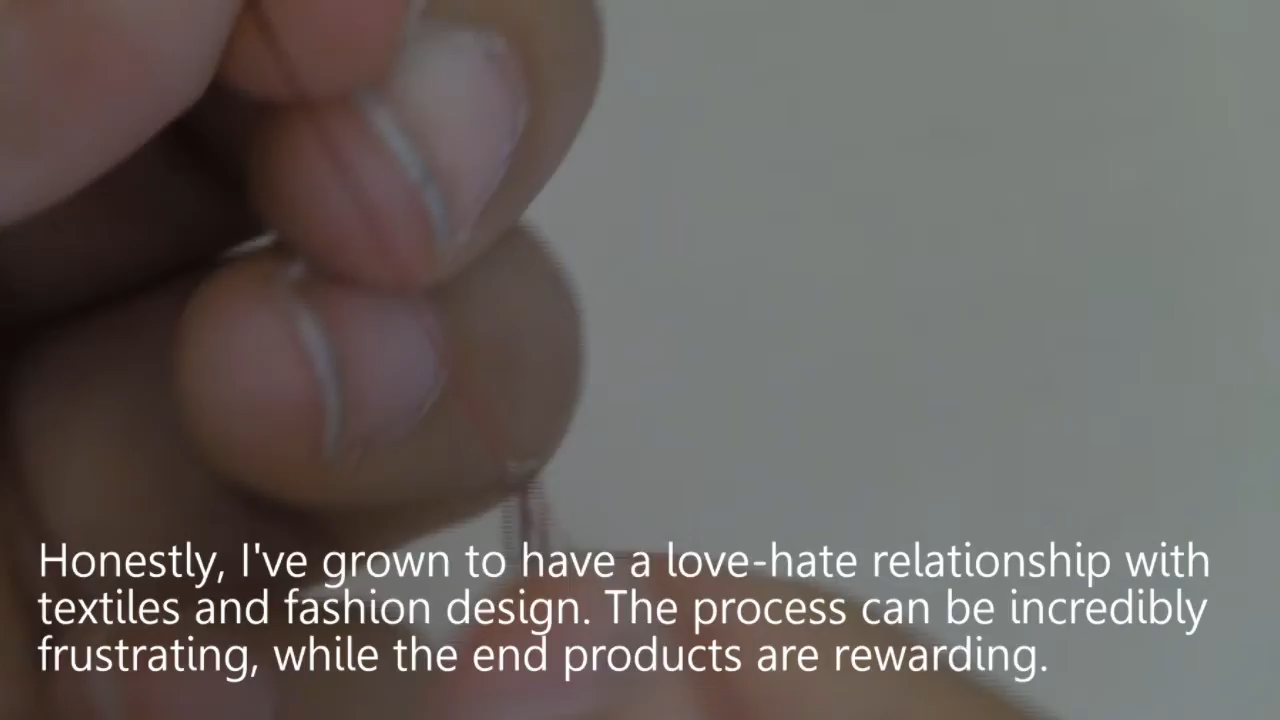 Honestly, I've grown to have a love-hate relationship with
textiles and fashion design. The process can be incredibly
frustrating, while the end products are rewarding.